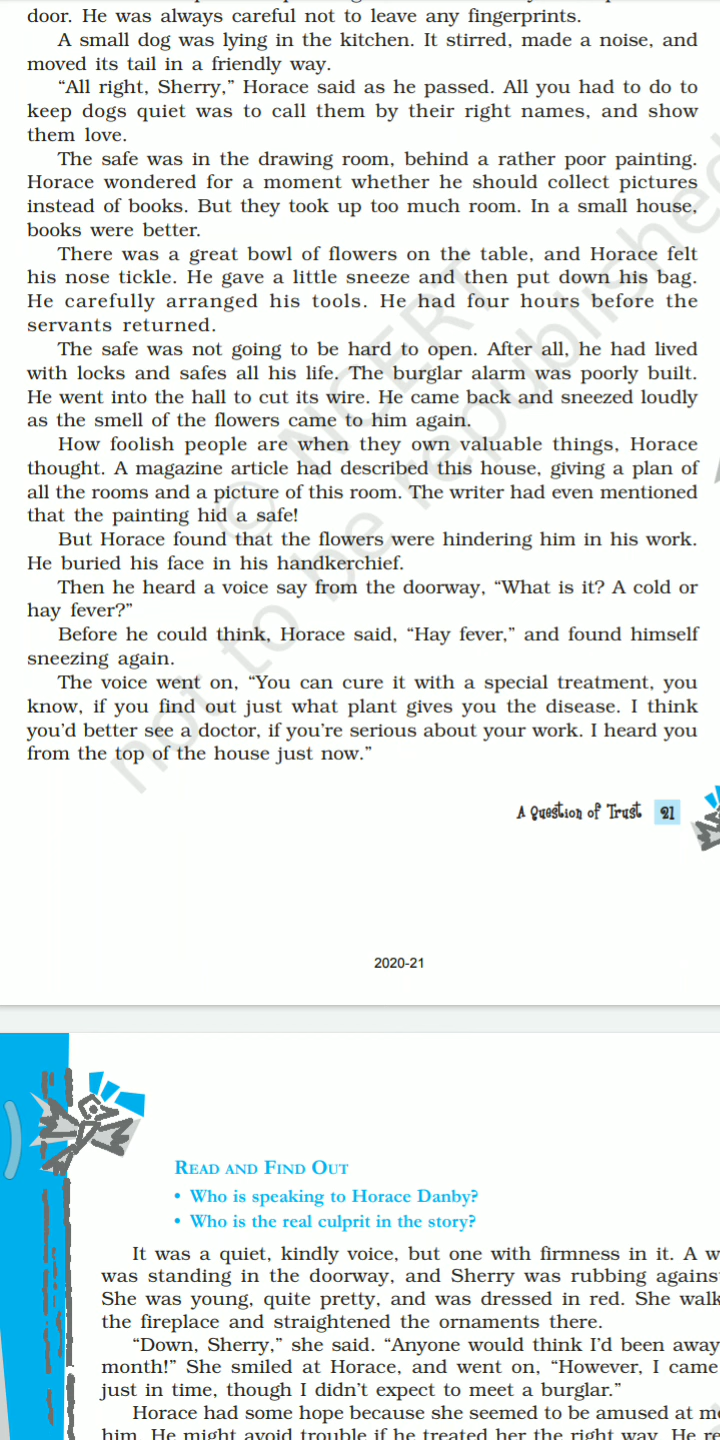 door. He was always careful not to leave any fingerprints.
A small dog was lying in the kitchen. It stirred, made a noise, and
moved its tail in a friendly way.
“All right, Sherry,” Horace said as he passed. All you had to do to
keep dogs quiet was to call them by their right names, and show
them love.
The safe was in the drawing room, behind a rather poor painting.
Horace wondered for a moment whether he should collect pictures
instead of books. But they took up too much room. In a small house,
books were better.
There was a great bowl of flowers on the table, and Horace felt
his nose tickle. He gave a little sneeze and then put down his bag.
He carefully arranged his tools. He had four hours before the
servants returned.
The safe was not going to be hard to open. After all, he had lived
with locks and safes all his life. The burglar alarm was poorly built.
He went into the hall to cut its wire. He came back and sneezed loudly
as the smell of the flowers came to him again.
How foolish people are when they own valuable things, Horace
thought. A magazine article had described this house, giving a plan of
all the rooms and a picture of this room. The writer had even mentioned
that the painting hid a safe!
But Horace found that the flowers were hindering him in his work.
He buried his face in his handkerchief.
Then he heard a voice say from the doorway, “What is it? A cold or
hay fever?”
Before he could think, Horace said, “Hay fever,” and found himself
sneezing again.
The voice went on, “You can cure it with a special treatment, you
know, if you find out just what plant gives you the disease. I think
you’d better see a doctor, if you’re serious about your work. I heard you
from the top of the house just now.”
© NCERT
not to be republished
A Question of Trust 21
2020-21
READ AND FIND OUT
• Who is speaking to Horace Danby?
• Who is the real culprit in the story?
It was a quiet, kindly voice, but one with firmness in it. A w
was standing in the doorway, and Sherry was rubbing agains
She was young, quite pretty, and was dressed in red. She walk
the fireplace and straightened the ornaments there.
“Down, Sherry,” she said. “Anyone would think I’d been away
month!” She smiled at Horace, and went on, “However, I came
just in time, though I didn’t expect to meet a burglar.”
Horace had some hope because she seemed to be amused at me
him. He might avoid trouble if he treated her the right way. He re